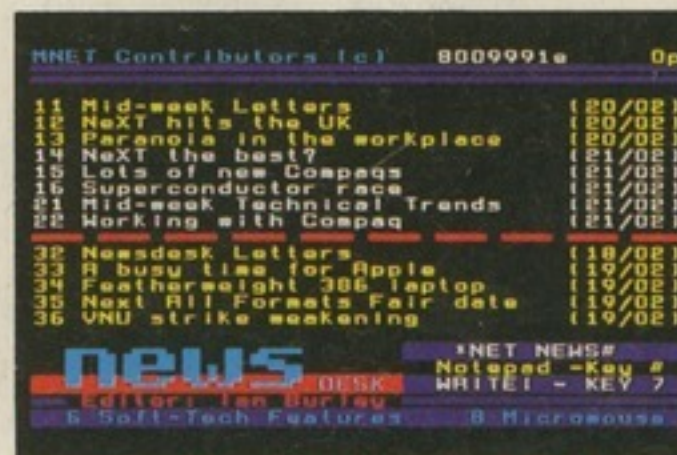 MNET Contributors (c) 8009991e Op
11 Mid-week Letters (20/02)
12 NeXT hits the UK (20/02)
13 Paranoia in the workplace (20/02)
14 NeXT the best? (21/02)
15 Lots of new Compaqs (21/02)
16 Superconductor race (21/02)
21 Mid-week Technical Trends (21/02)
22 Working with Compaq (21/02)
32 Newsdesk Letters (18/02)
33 A busy time for Apple (19/02)
34 Featherweight 386 laptop (19/02)
35 Next All Formats Fair date (19/02)
36 VNU strike weakening (19/02)
news DESK
Editor: Ian Burley
*NET NEWS#
Notepad -Key #
WRITE! - KEY 7
6 Soft-Tech Features 8 Micromouse